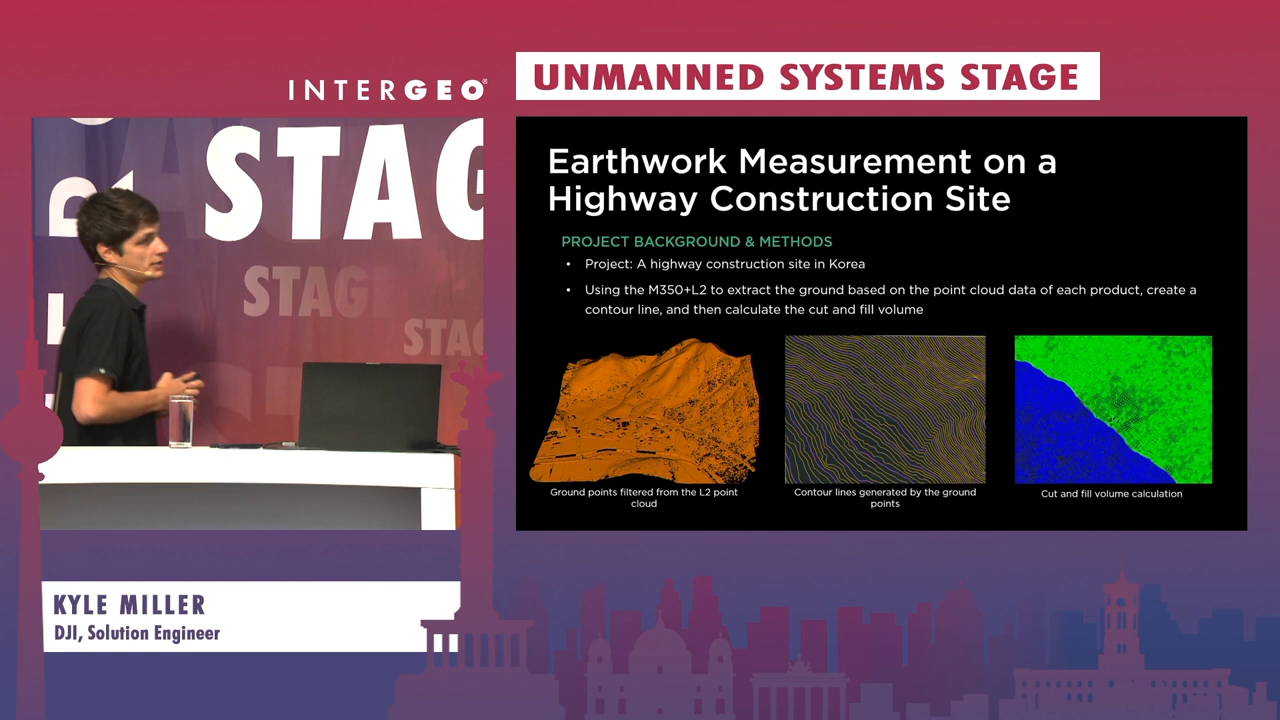 INTERGEO®
UNMANNED SYSTEMS STAGE
STAG
STAG
STAG
Earthwork Measurement on a
Highway Construction Site
PROJECT BACKGROUND & METHODS
• Project: A highway construction site in Korea
• Using the M350+L2 to extract the ground based on the point cloud data of each product, create a
contour line, and then calculate the cut and fill volume
Ground points filtered from the L2 point
cloud
Contour lines generated by the ground
points
Cut and fill volume calculation
KYLE MILLER
DJI, Solution Engineer